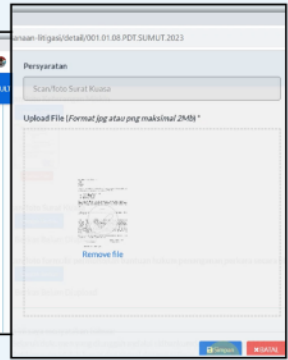 anaan-litigasi/detail/001.01.08.PDT.SUMUT.2023
Persyaratan
Scan/foto Surat Kuasa
Upload File (Format jpg atau png maksimal 2Mb)*
Remove file
Simpan
BATAL